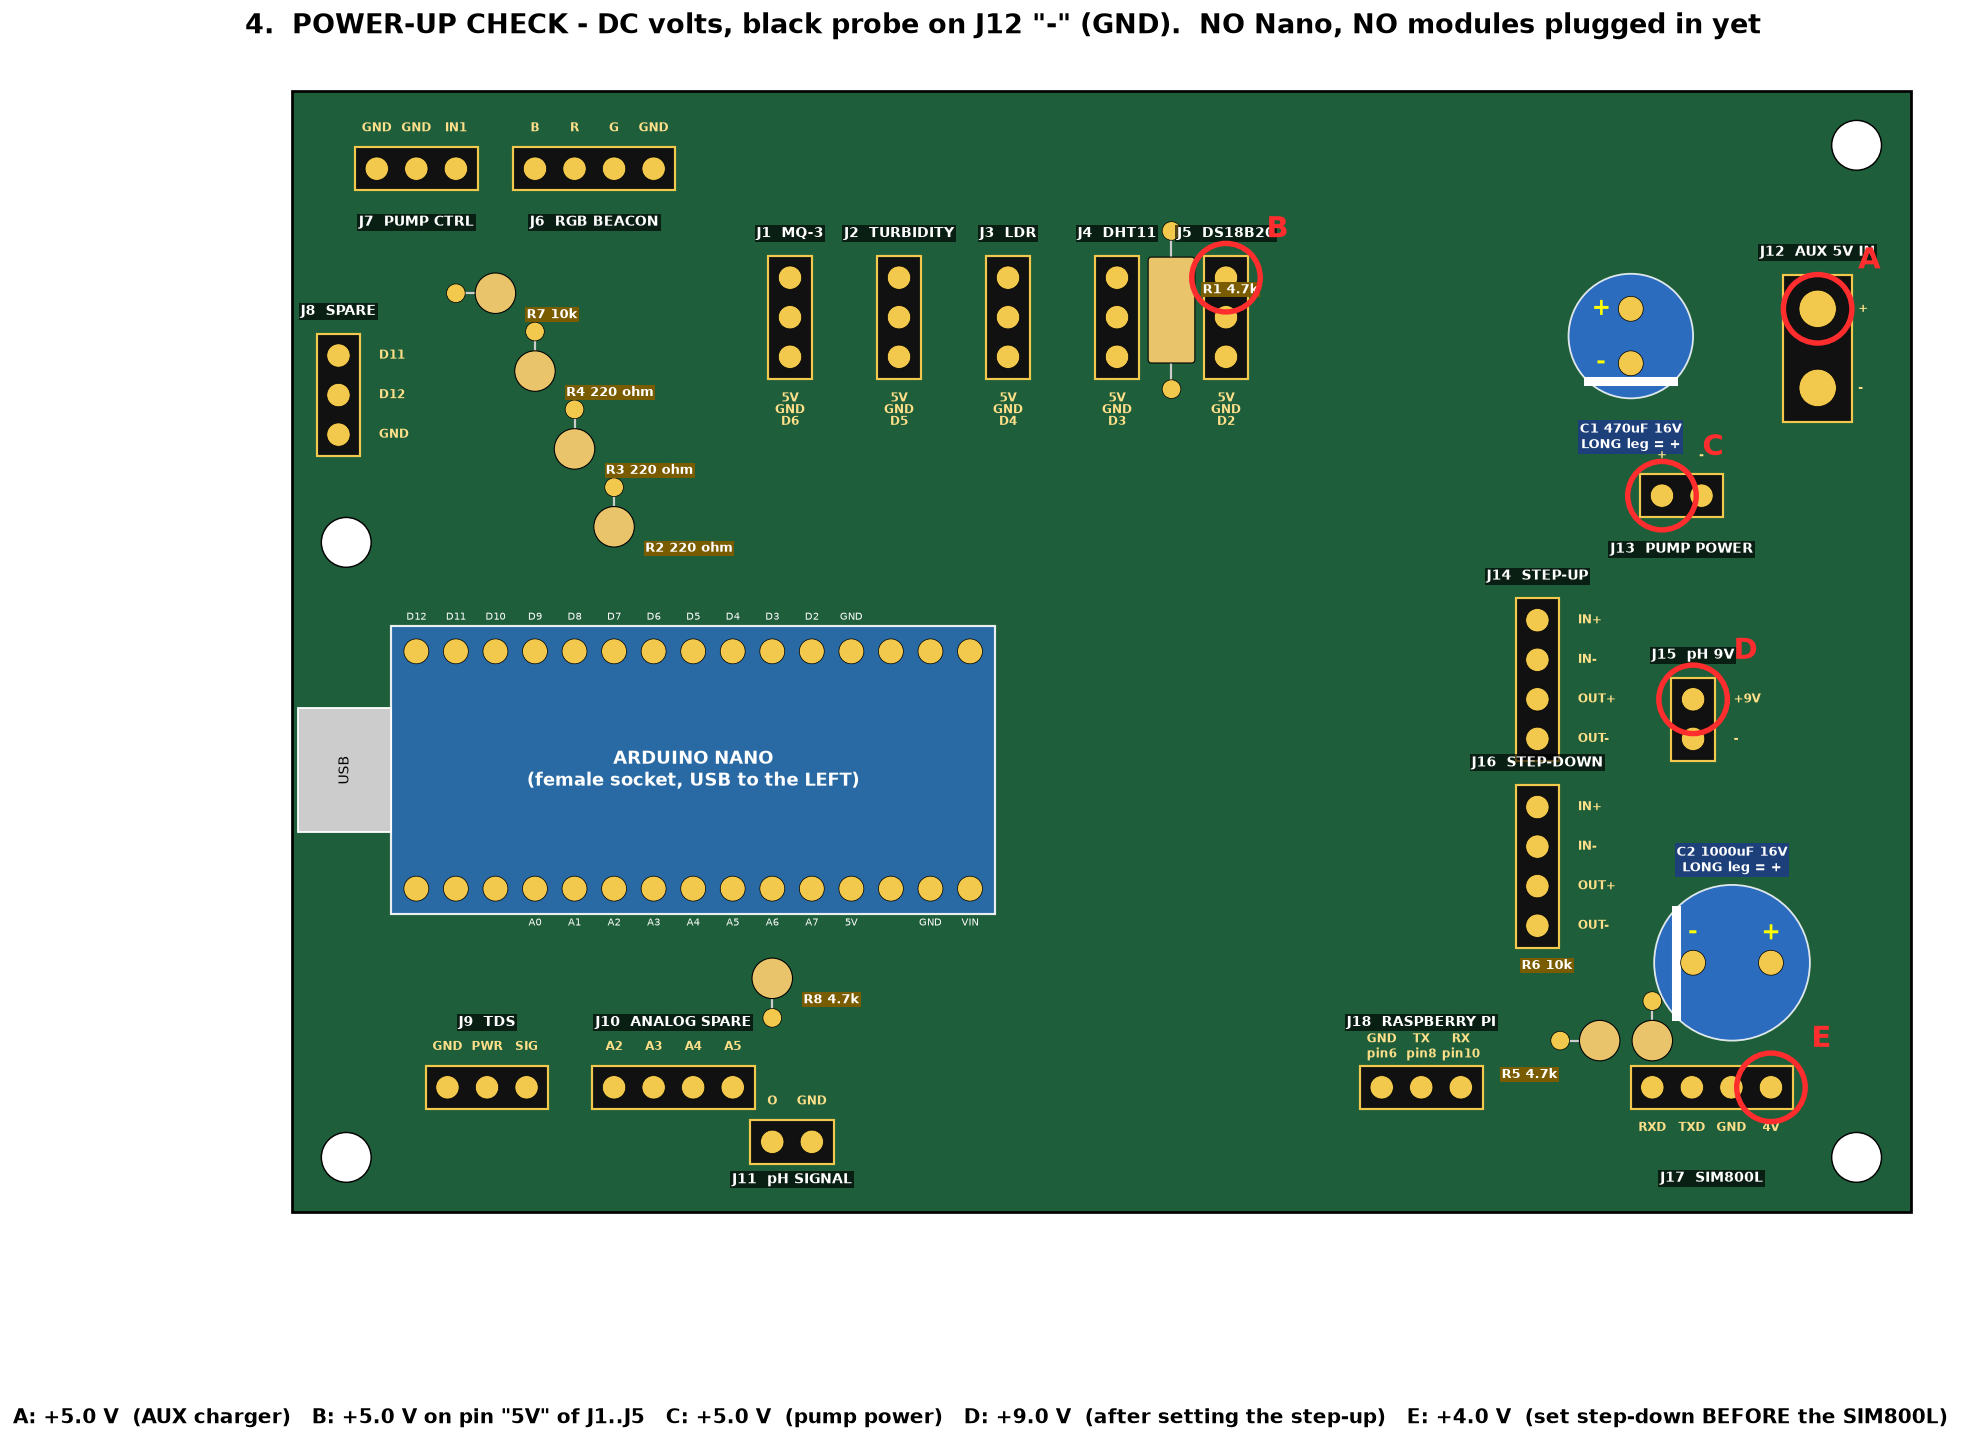 4.  POWER-UP CHECK - DC volts, black probe on J12 "-" (GND).  NO Nano, NO modules plugged in yet
GND GND IN1
B R G GND
J7  PUMP CTRL
J6  RGB BEACON
J1  MQ-3
J2  TURBIDITY
J3  LDR
J4  DHT11
J5  DS18B20
B
J12  AUX 5V IN
A
+
-
R1 4.7k
5V
GND
D6
5V
GND
D5
5V
GND
D4
5V
GND
D3
5V
GND
D2
J8  SPARE
D11
D12
GND
R7 10k
R4 220 ohm
R3 220 ohm
R2 220 ohm
+
-
C1 470uF 16V
LONG leg = +
+ -
C
J13  PUMP POWER
J14  STEP-UP
IN+
IN-
OUT+
OUT-
J15  pH 9V
D
+9V
-
D12 D11 D10 D9 D8 D7 D6 D5 D4 D3 D2 GND
USB
ARDUINO NANO
(female socket, USB to the LEFT)
A0 A1 A2 A3 A4 A5 A6 A7 5V GND VIN
J16  STEP-DOWN
IN+
IN-
OUT+
OUT-
C2 1000uF 16V
LONG leg = +
- +
R6 10k
R8 4.7k
J9  TDS
GND PWR SIG
J10  ANALOG SPARE
A2 A3 A4 A5
O GND
J11  pH SIGNAL
J18  RASPBERRY PI
GND TX RX
pin6 pin8 pin10
R5 4.7k
E
RXD TXD GND 4V
J17  SIM800L
A: +5.0 V  (AUX charger)   B: +5.0 V on pin "5V" of J1..J5   C: +5.0 V  (pump power)   D: +9.0 V  (after setting the step-up)   E: +4.0 V  (set step-down BEFORE the SIM800L)